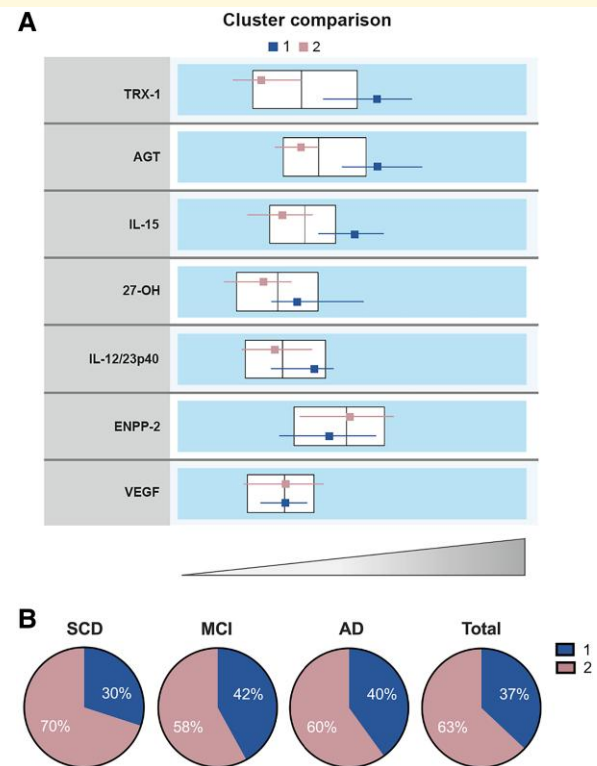 A
Cluster comparison
1 2
TRX-1
AGT
IL-15
27-OH
IL-12/23p40
ENPP-2
VEGF
B
SCD MCI AD Total
1
2
30% 42% 40% 37%
70% 58% 60% 63%